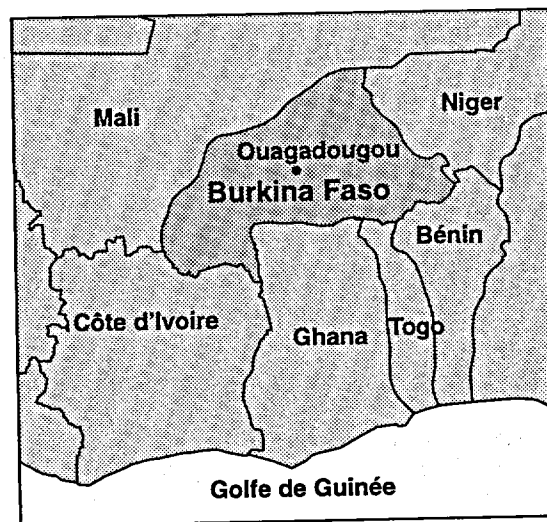 Niger
Mali
Ouagadougou
Burkina Faso
Bénin
Côte d'Ivoire
Ghana
Togo
Golfe de Guinée